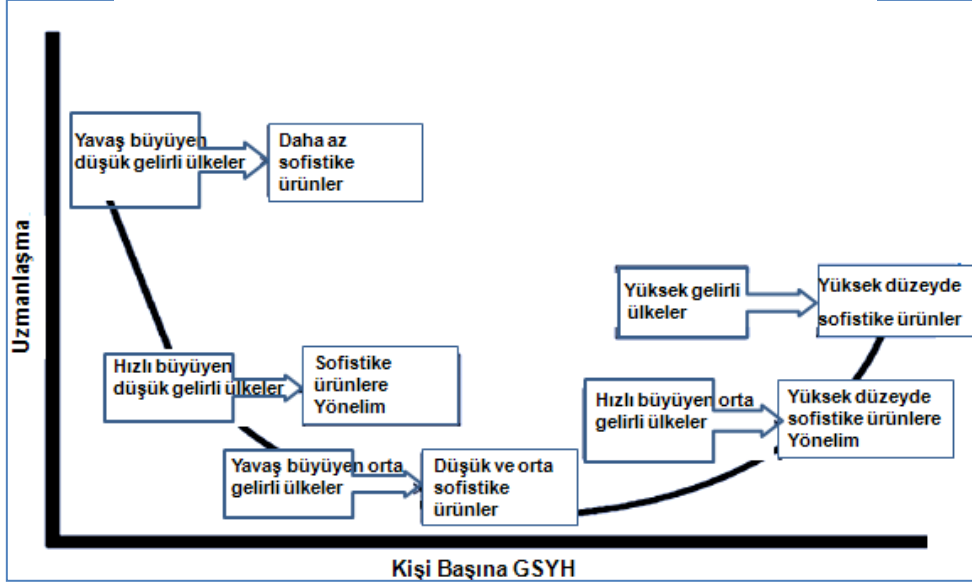 Yavaş büyüyen
düşük gelirli ülkeler
Daha az
sofistike
ürünler
Uzmanlaşma
Yüksek gelirli
ülkeler
Yüksek düzeyde
sofistike ürünler
Hızlı büyüyen
düşük gelirli ülkeler
Sofistike
ürünlere
Yönelim
Hızlı büyüyen orta
gelirli ülkeler
Yüksek düzeyde
sofistike ürünlere
Yönelim
Yavaş büyüyen orta
gelirli ülkeler
Düşük ve orta
sofistike
ürünler
Kişi Başına GSYH